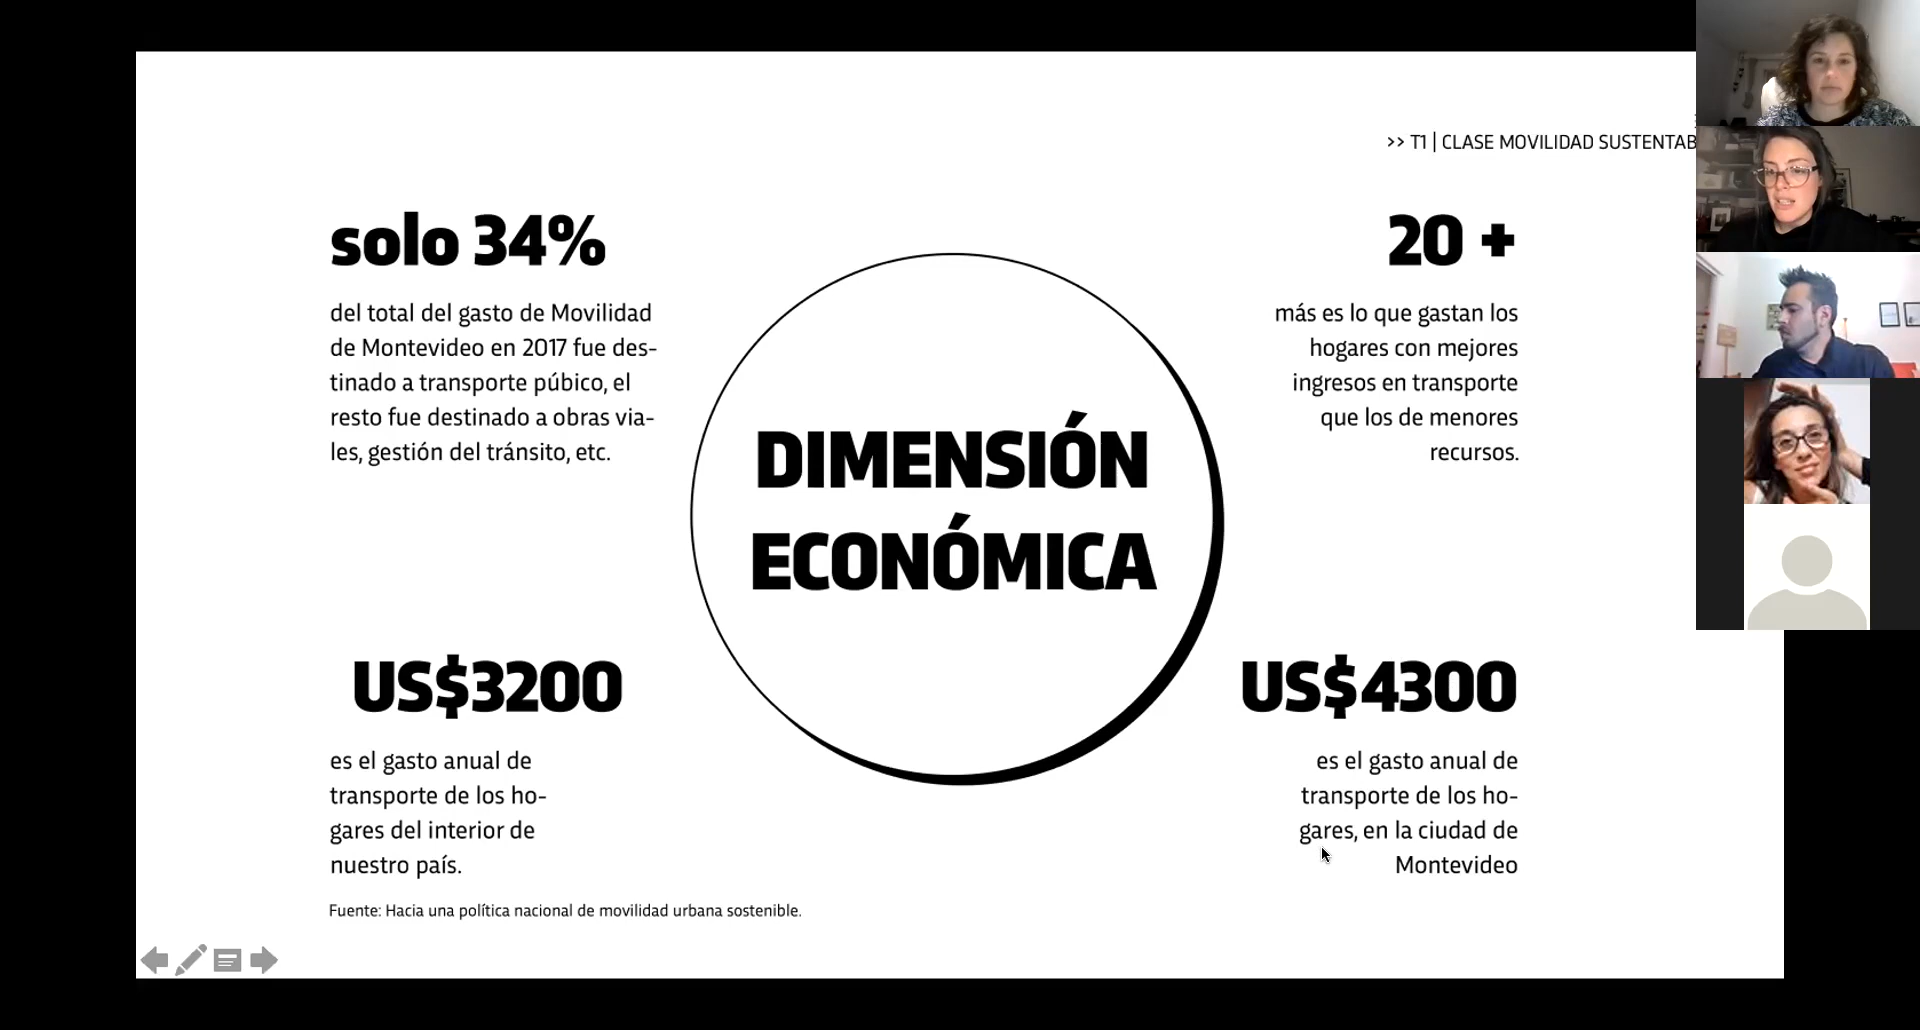 >> T1 | CLASE MOVILIDAD SUSTENTAB
solo 34%
del total del gasto de Movilidad
de Montevideo en 2017 fue des-
tinado a transporte púbico, el
resto fue destinado a obras via-
les, gestión del tránsito, etc.
20 +
más es lo que gastan los
hogares con mejores
ingresos en transporte
que los de menores
recursos.
DIMENSIÓN
ECONÓMICA
US$3200
es el gasto anual de
transporte de los ho-
gares del interior de
nuestro país.
US$4300
es el gasto anual de
transporte de los ho-
gares, en la ciudad de
Montevideo
Fuente: Hacia una política nacional de movilidad urbana sostenible.